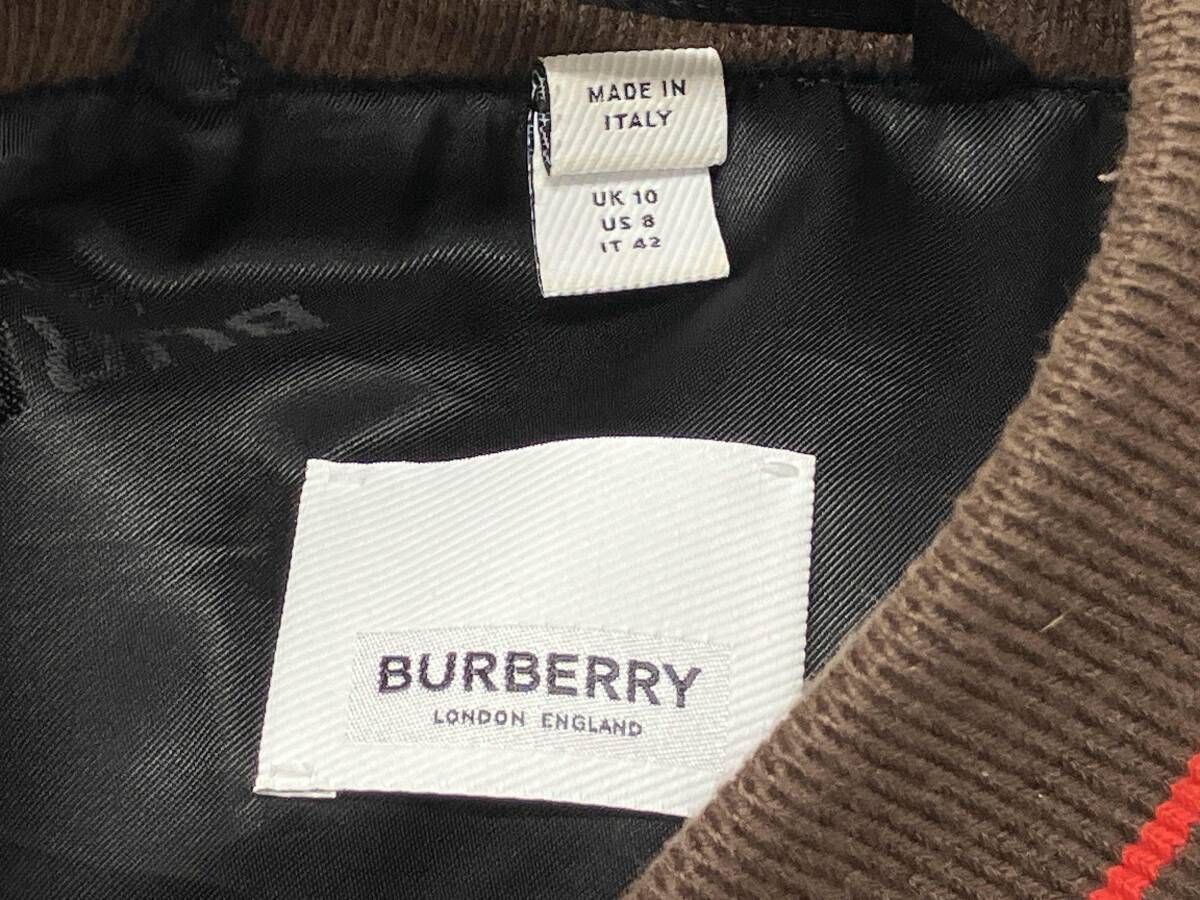 MADE IN
ITALY
UK 10
US 8
IT 42
BURBERRY
LONDON ENGLAND